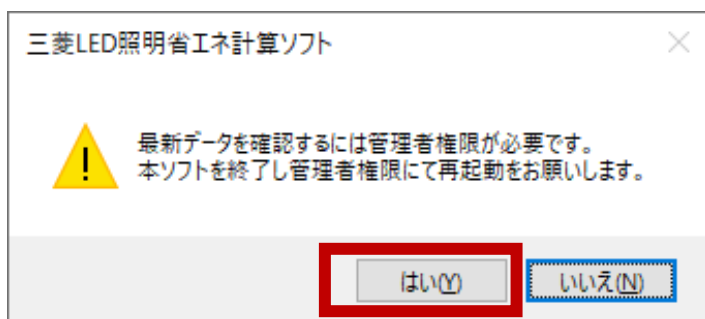 三菱LED照明省エネ計算ソフト
最新データを確認するには管理者権限が必要です。
本ソフトを終了し管理者権限にて再起動をお願いします。
はい(Y)
いいえ(N)